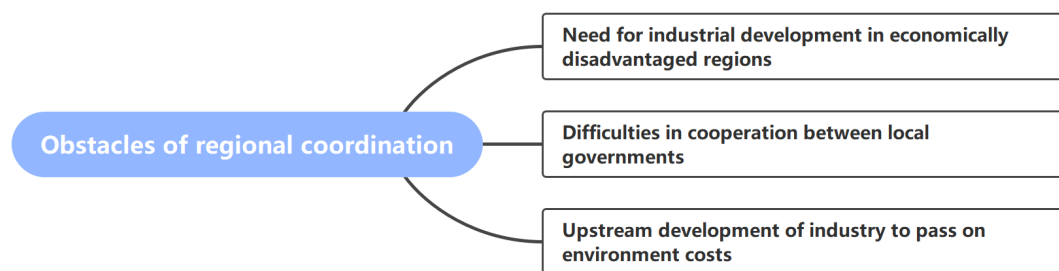 Obstacles of regional coordination
Need for industrial development in economically
disadvantaged regions
Difficulties in cooperation between local
governments
Upstream development of industry to pass on
environment costs